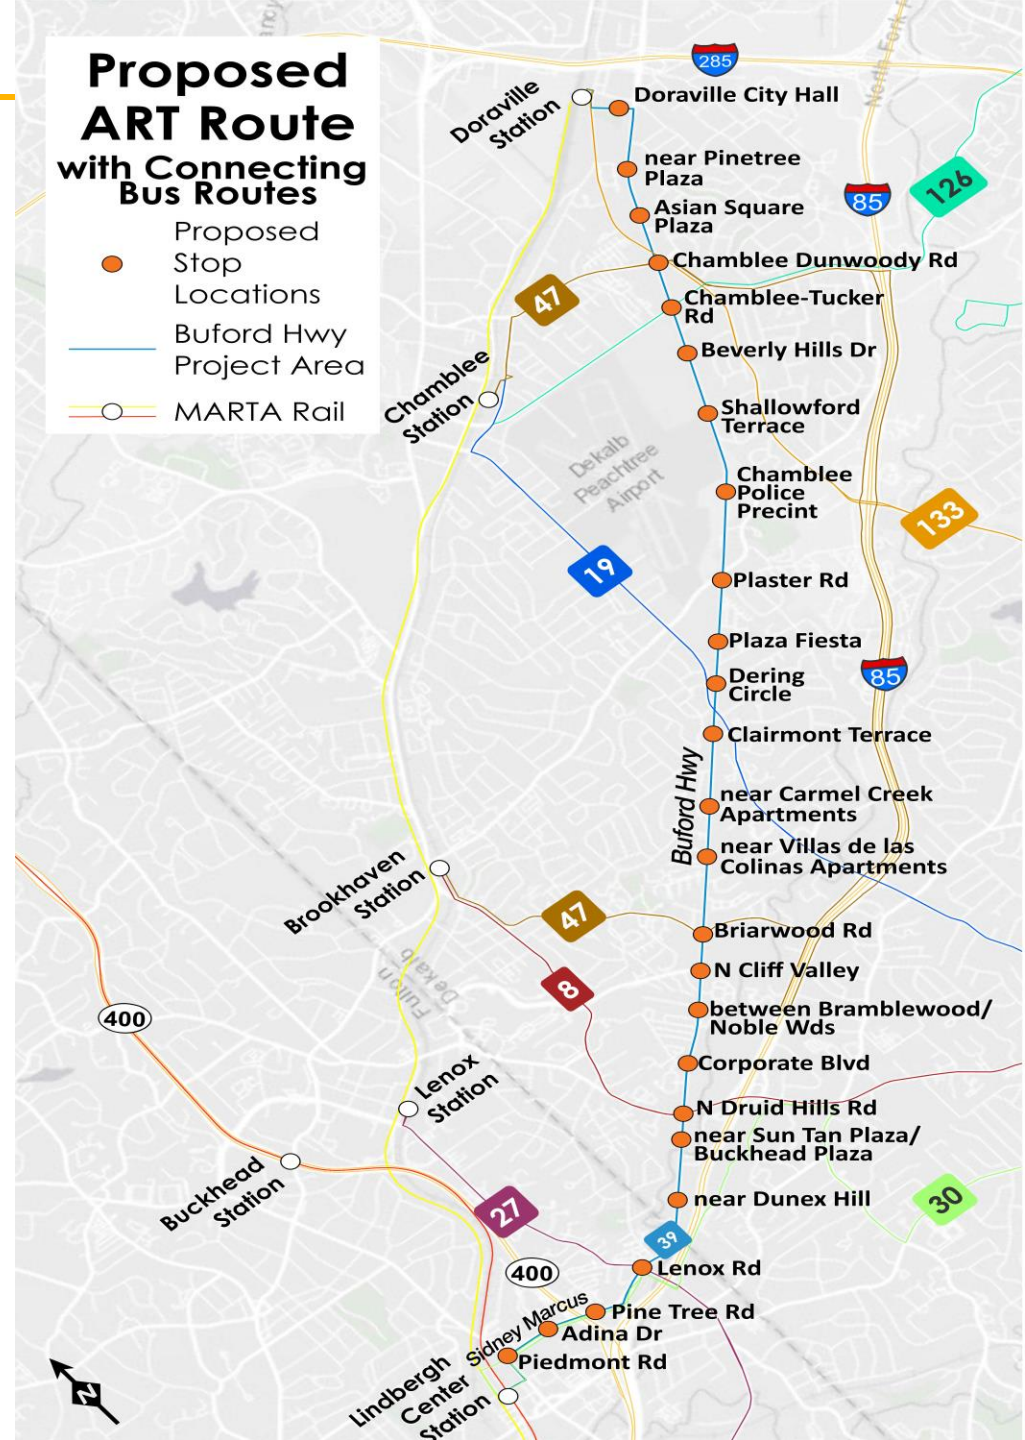 Proposed
ART Route
with Connecting
Bus Routes
Proposed
Stop
Locations
Buford Hwy
Project Area
MARTA Rail
285
Doraville
Station
Doraville City Hall
near Pinetree
Plaza
85
126
Asian Square
Plaza
Chamblee Dunwoody Rd
47
Chamblee-Tucker
Rd
Beverly Hills Dr
Chamblee
Station
Shallowford
Terrace
Dekalb
Peachtree
Airport
Chamblee
Police
Precint
133
19
Plaster Rd
Plaza Fiesta
85
Dering
Circle
Clairmont Terrace
Buford Hwy
near Carmel Creek
Apartments
near Villas de las
Colinas Apartments
Brookhaven
Station
47
Briarwood Rd
N Cliff Valley
8
Fulton
Dekalb
between Bramblewood/
Noble Wds
400
Corporate Blvd
Lenox
Station
N Druid Hills Rd
near Sun Tan Plaza/
Buckhead Plaza
Buckhead
Station
near Dunex Hill
30
27
39
Lenox Rd
400
Sidney Marcus
Pine Tree Rd
Adina Dr
Piedmont Rd
Lindbergh
Center
Station
N